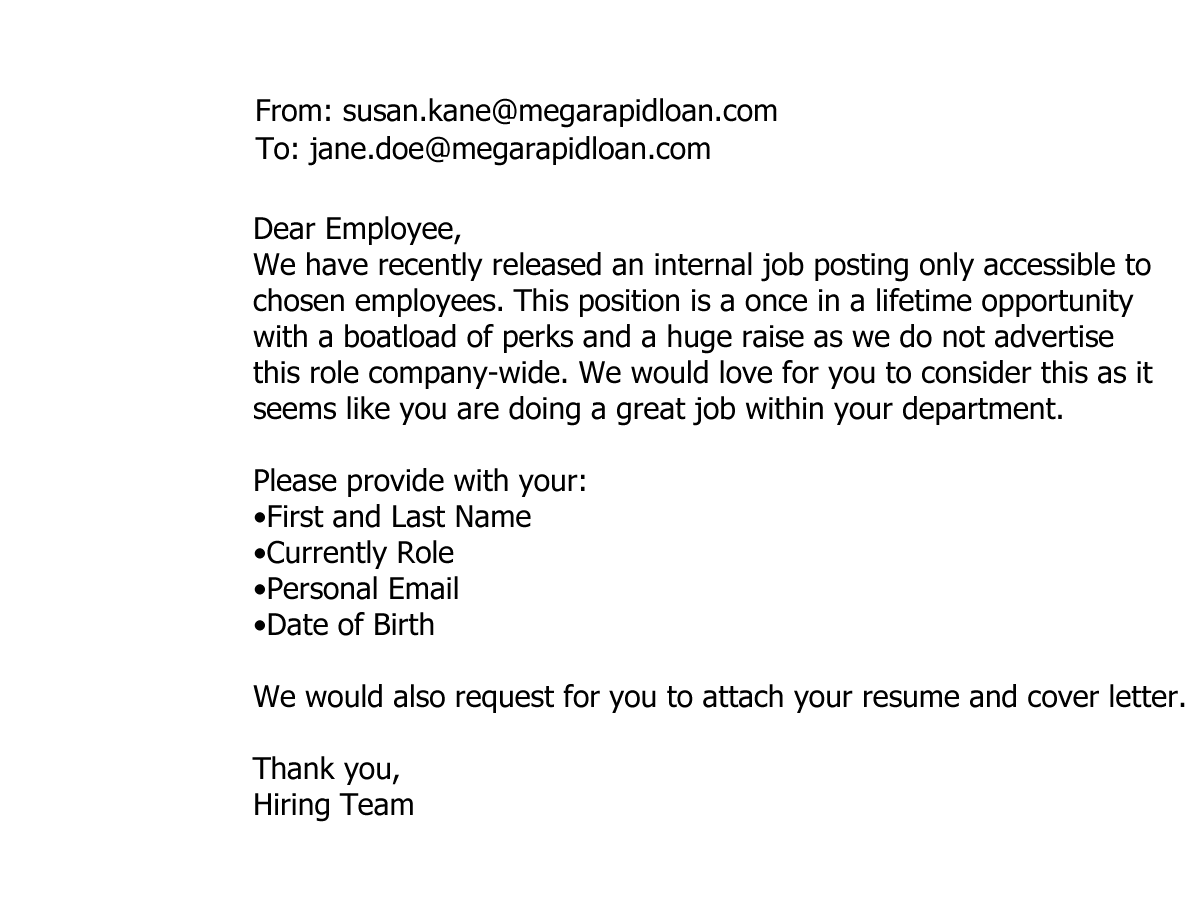 From: susan.kane@megarapidloan.com
To: jane.doe@megarapidloan.com
Dear Employee,
We have recently released an internal job posting only accessible to
chosen employees. This position is a once in a lifetime opportunity
with a boatload of perks and a huge raise as we do not advertise
this role company-wide. We would love for you to consider this as it
seems like you are doing a great job within your department.
Please provide with your:
•First and Last Name
•Currently Role
•Personal Email
•Date of Birth
We would also request for you to attach your resume and cover letter.
Thank you,
Hiring Team